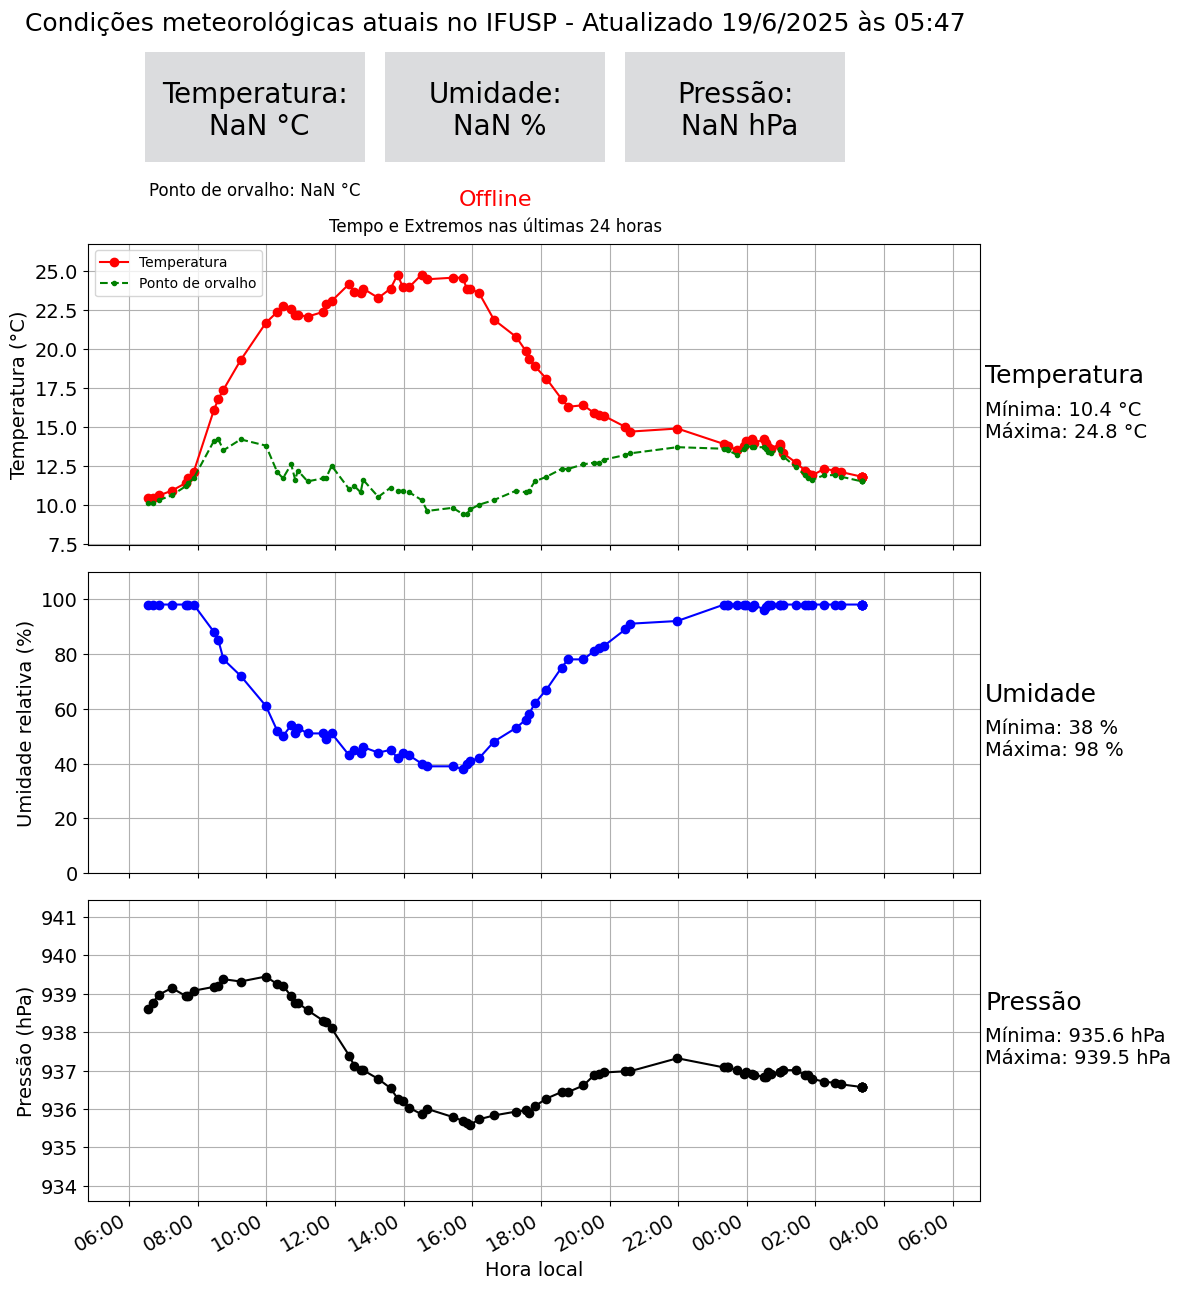 Condições meteorológicas atuais no IFUSP - Atualizado 19/6/2025 às 05:47
Temperatura:
NaN °C
Umidade:
NaN %
Pressão:
NaN hPa
Ponto de orvalho: NaN °C
Offline
Tempo e Extremos nas últimas 24 horas
Temperatura
Ponto de orvalho
Temperatura (°C)
25.0
22.5
20.0
17.5
15.0
12.5
10.0
7.5
Temperatura
Mínima: 10.4 °C
Máxima: 24.8 °C
Umidade relativa (%)
100
80
60
40
20
0
Umidade
Mínima: 38 %
Máxima: 98 %
Pressão (hPa)
941
940
939
938
937
936
935
934
Pressão
Mínima: 935.6 hPa
Máxima: 939.5 hPa
06:00 08:00 10:00 12:00 14:00 16:00 18:00 20:00 22:00 00:00 02:00 04:00 06:00
Hora local